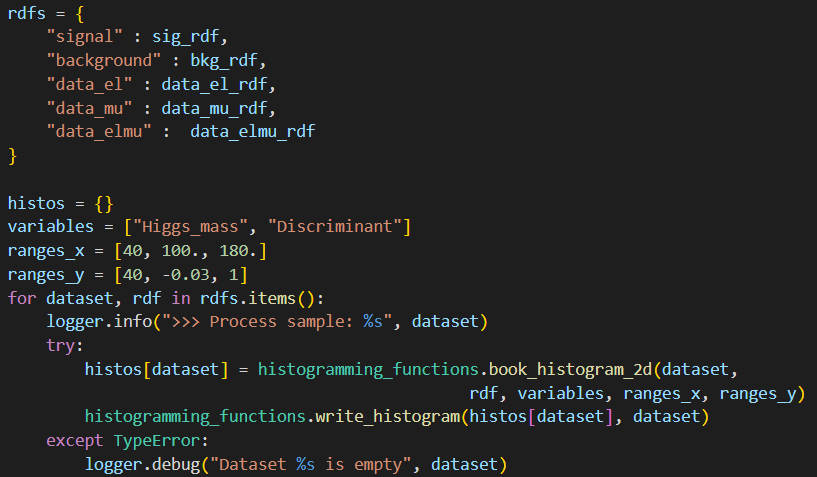 rdfs = {
    "signal" : sig_rdf,
    "background" : bkg_rdf,
    "data_el" : data_el_rdf,
    "data_mu" : data_mu_rdf,
    "data_elmu" :  data_elmu_rdf
}

histos = {}
variables = ["Higgs_mass", "Discriminant"]
ranges_x = [40, 100., 180.]
ranges_y = [40, -0.03, 1]
for dataset, rdf in rdfs.items():
    logger.info(">>> Process sample: %s", dataset)
    try:
        histos[dataset] = histogramming_functions.book_histogram_2d(dataset,
                                                rdf, variables, ranges_x, ranges_y)
        histogramming_functions.write_histogram(histos[dataset], dataset)
    except TypeError:
        logger.debug("Dataset %s is empty", dataset)